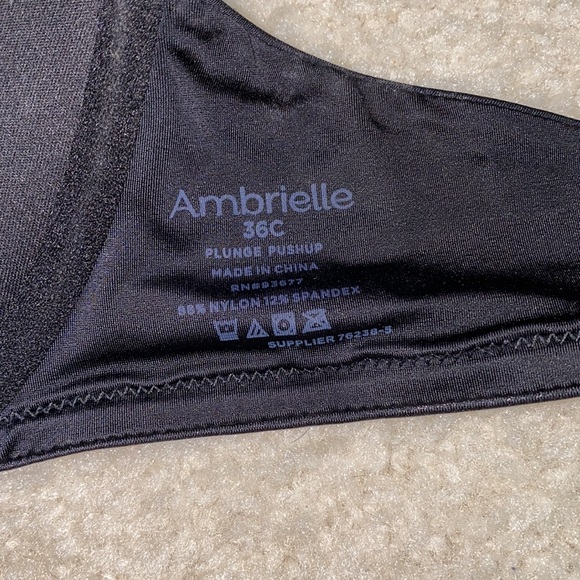 Ambrielle
36C
PLUNGE PUSHUP
MADE IN CHINA
RN#93677
88% NYLON 12% SPANDEX
SUPPLIER 76238-5